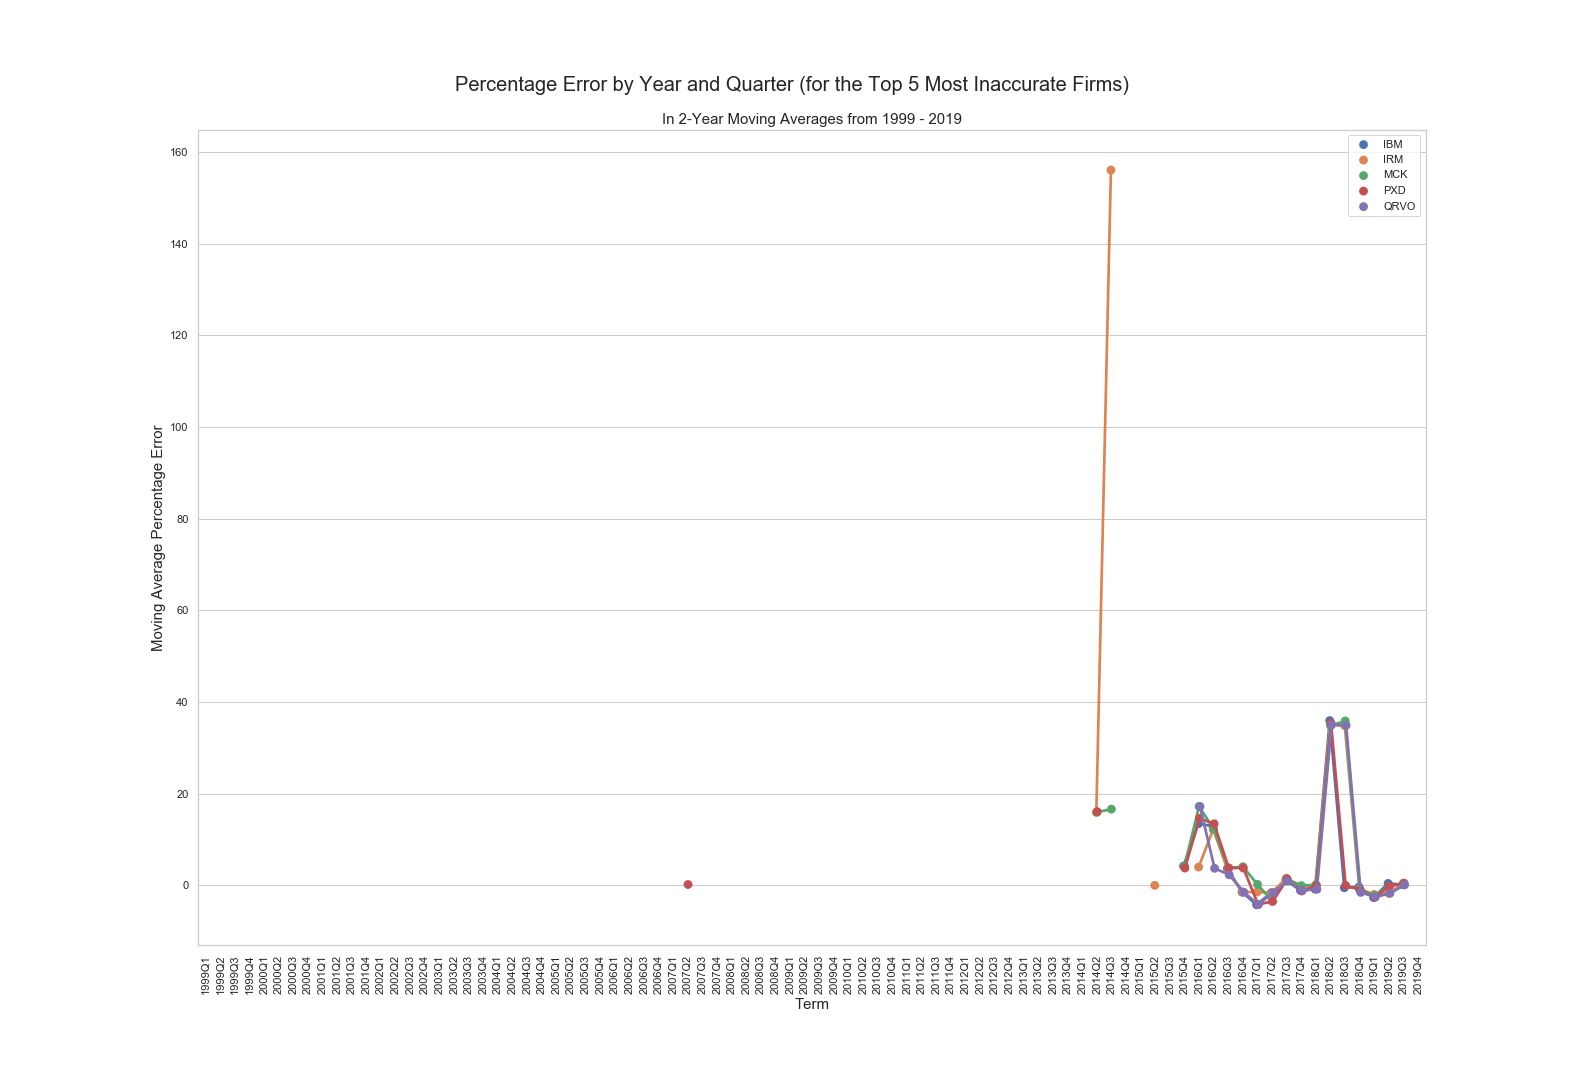 Percentage Error by Year and Quarter (for the Top 5 Most Inaccurate Firms)
In 2-Year Moving Averages from 1999 - 2019
IBM
IRM
MCK
PXD
QRVO
Moving Average Percentage Error
160
140
120
100
80
60
40
20
0
1999Q1
1999Q2
1999Q3
1999Q4
2000Q1
2000Q2
2000Q3
2000Q4
2001Q1
2001Q2
2001Q3
2001Q4
2002Q1
2002Q2
2002Q3
2002Q4
2003Q1
2003Q2
2003Q3
2003Q4
2004Q1
2004Q2
2004Q3
2004Q4
2005Q1
2005Q2
2005Q3
2005Q4
2006Q1
2006Q2
2006Q3
2006Q4
2007Q1
2007Q2
2007Q3
2007Q4
2008Q1
2008Q2
2008Q3
2008Q4
2009Q1
2009Q2
2009Q3
2009Q4
2010Q1
2010Q2
2010Q3
2010Q4
2011Q1
2011Q2
2011Q3
2011Q4
2012Q1
2012Q2
2012Q3
2012Q4
2013Q1
2013Q2
2013Q3
2013Q4
2014Q1
2014Q2
2014Q3
2014Q4
2015Q1
2015Q2
2015Q3
2015Q4
2016Q1
2016Q2
2016Q3
2016Q4
2017Q1
2017Q2
2017Q3
2017Q4
2018Q1
2018Q2
2018Q3
2018Q4
2019Q1
2019Q2
2019Q3
2019Q4
Term